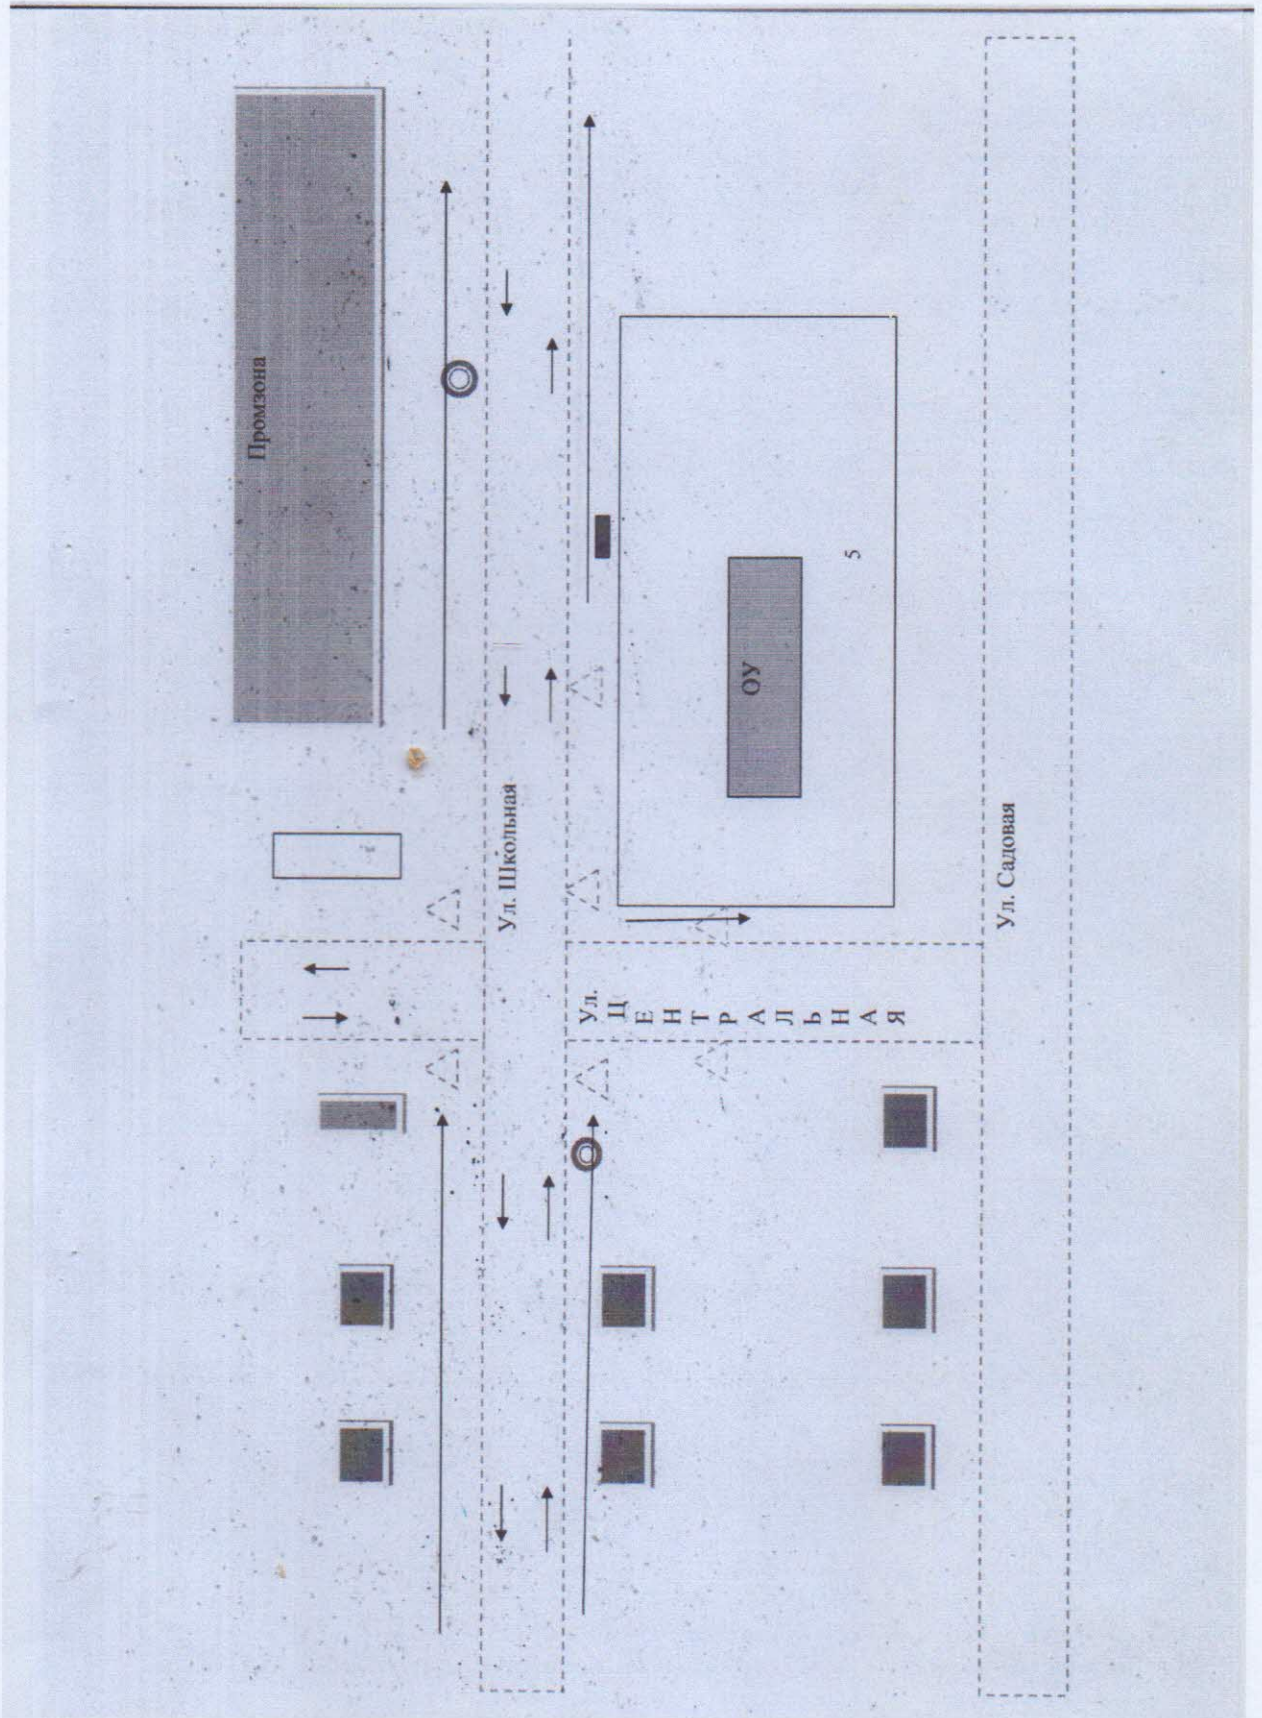 Промзона
Ул. Школьная
ОУ
5
Ул.
Ц
Е
Н
Т
Р
А
Л
Ь
Н
А
Я
Ул. Садовая